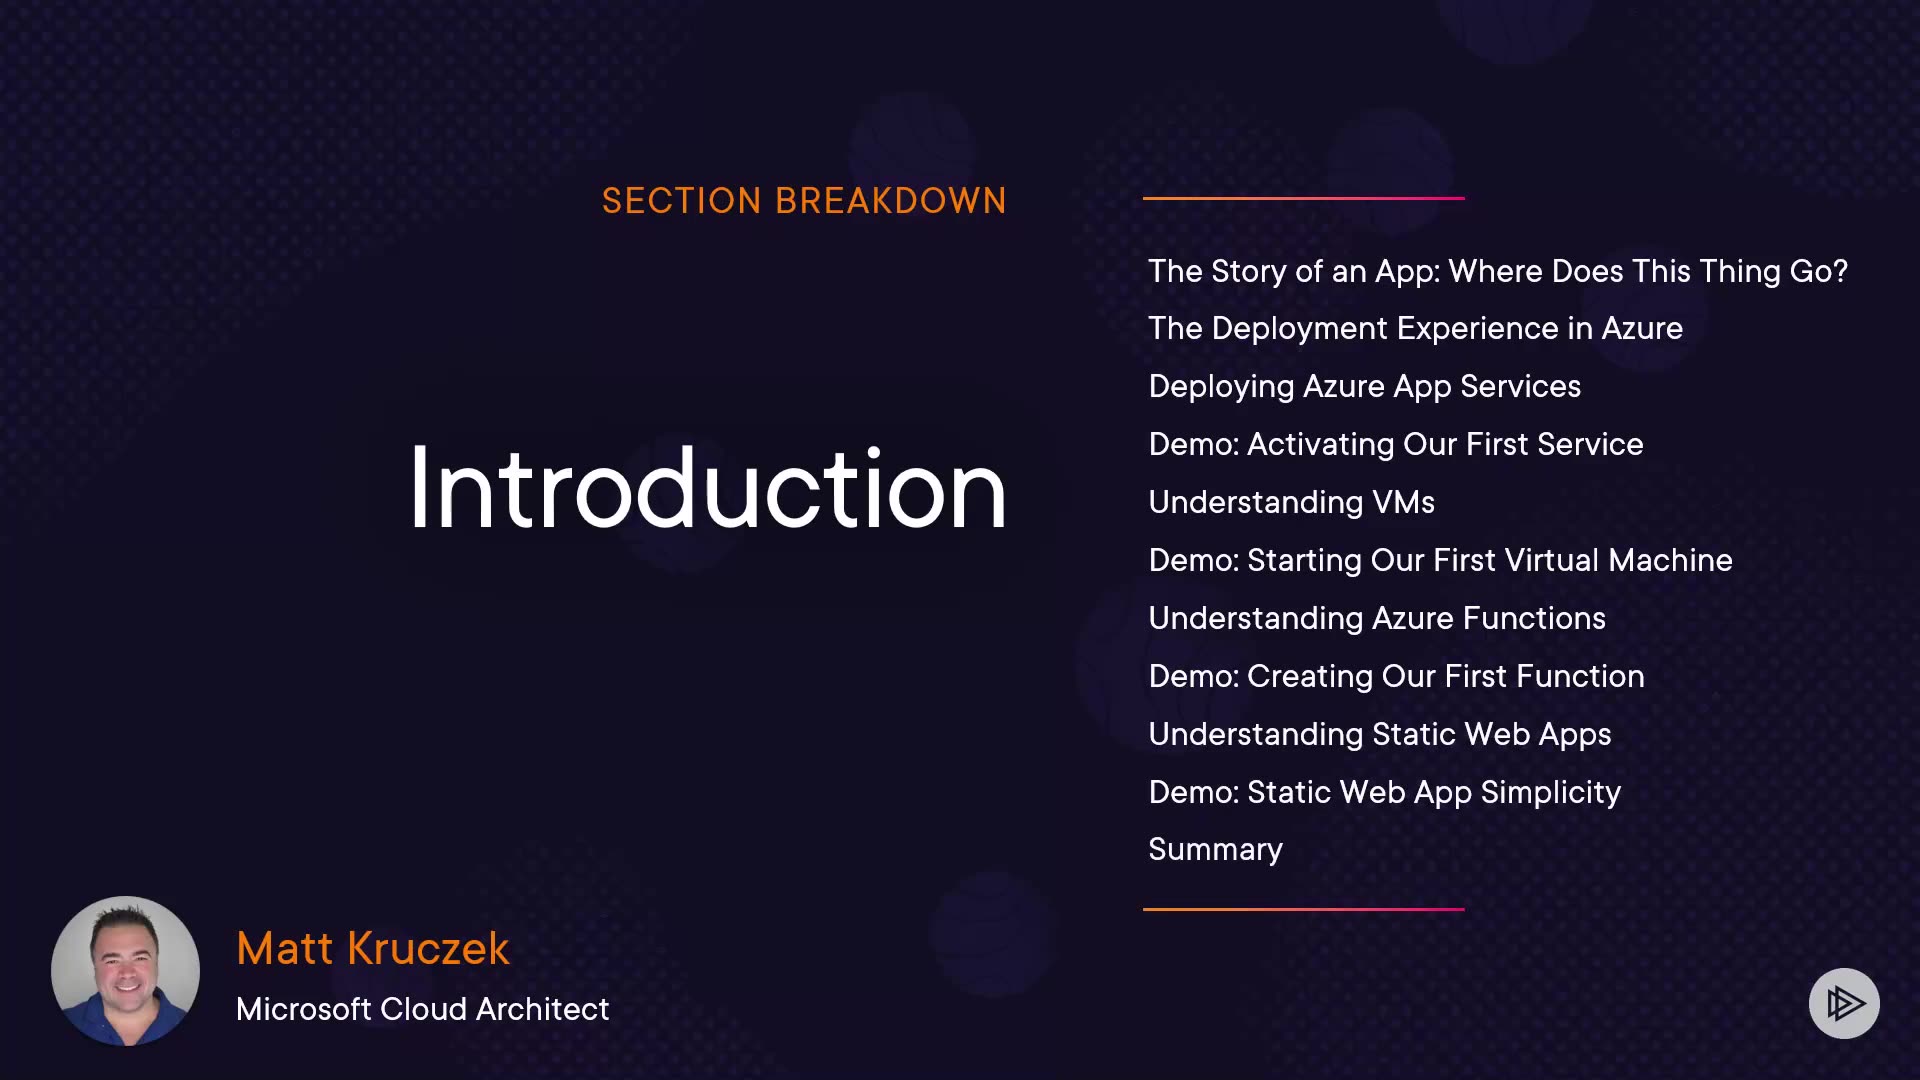 SECTION BREAKDOWN
Introduction
The Story of an App: Where Does This Thing Go?
The Deployment Experience in Azure
Deploying Azure App Services
Demo: Activating Our First Service
Understanding VMs
Demo: Starting Our First Virtual Machine
Understanding Azure Functions
Demo: Creating Our First Function
Understanding Static Web Apps
Demo: Static Web App Simplicity
Summary
Matt Kruczek
Microsoft Cloud Architect